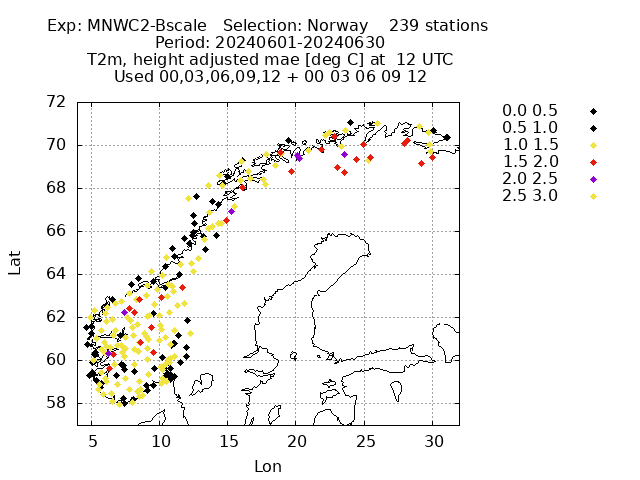 Exp: MNWC2-Bscale   Selection: Norway    239 stations
Period: 20240601-20240630
T2m, height adjusted mae [deg C] at  12 UTC
Used 00,03,06,09,12 + 00 03 06 09 12
72
70
68
66
64
62
60
58
Lat
5 10 15 20 25 30
Lon
0.0 0.5
0.5 1.0
1.0 1.5
1.5 2.0
2.0 2.5
2.5 3.0